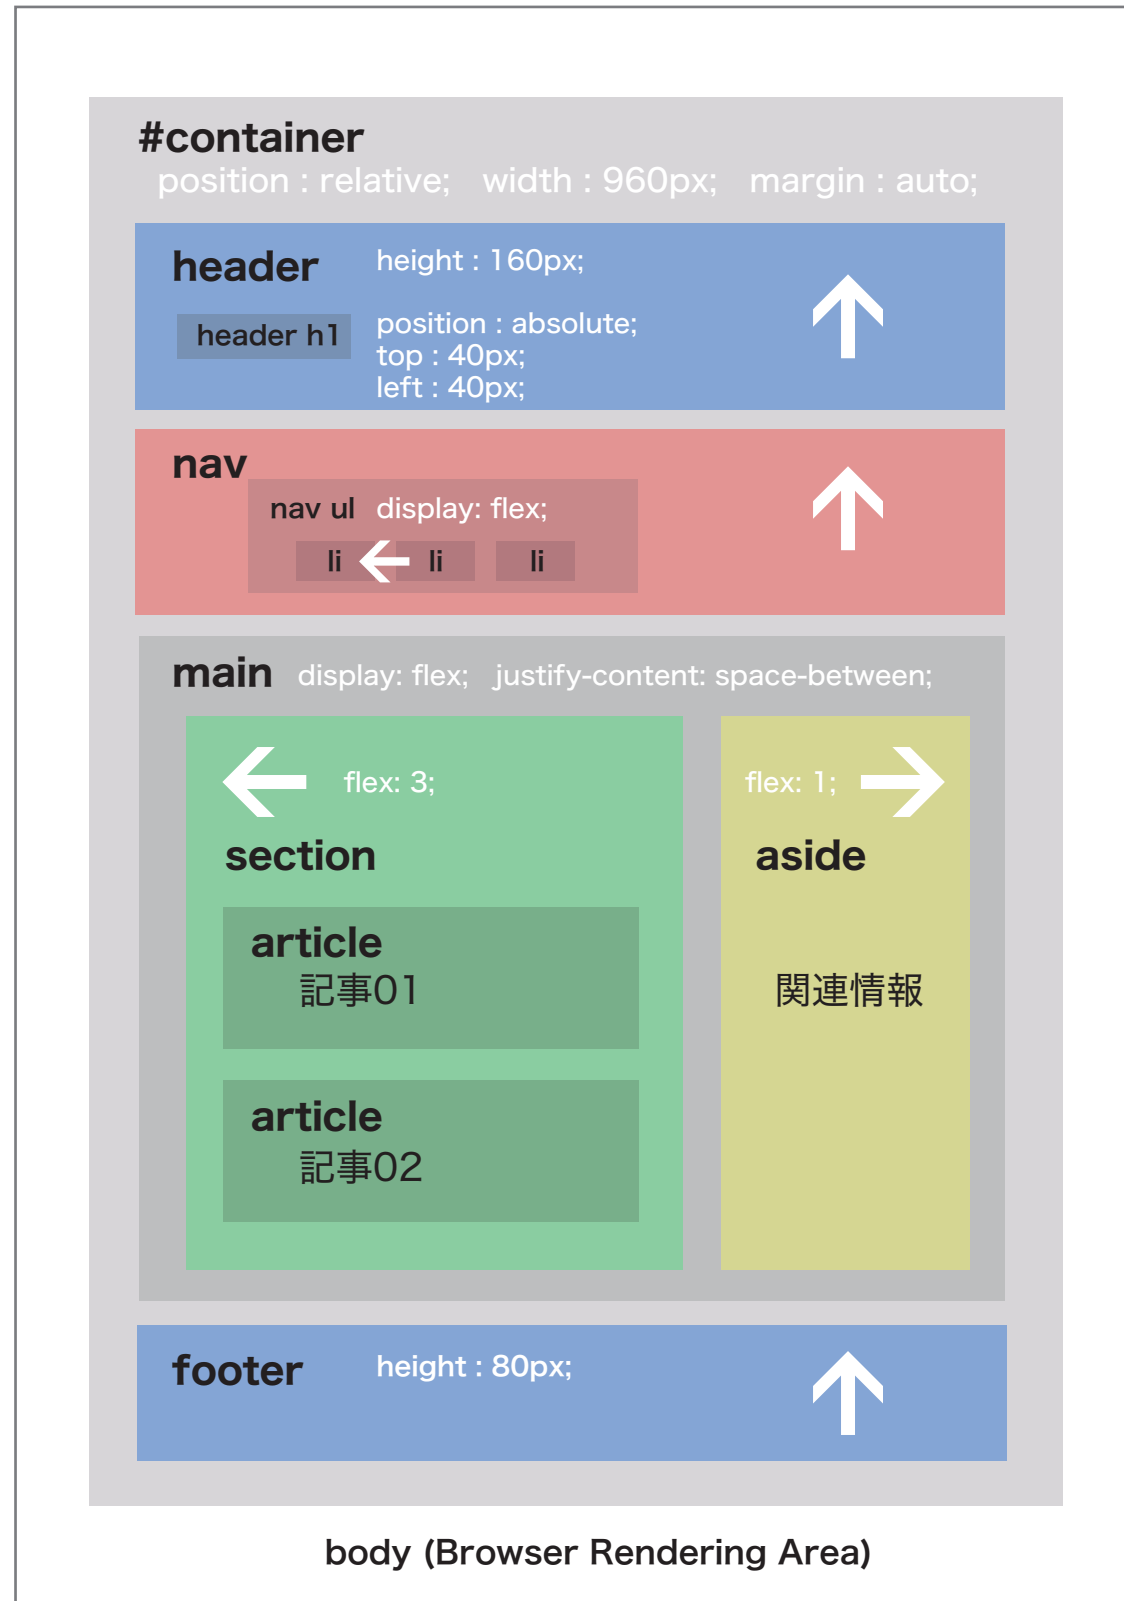 #container
position : relative; width : 960px; margin : auto;
header height : 160px;
header h1 position : absolute;
top : 40px;
left : 40px;
nav
nav ul display: flex;
li li li
main display: flex; justify-content: space-between;
flex: 3; flex: 1;
section aside
article
記事01 関連情報
article
記事02
footer height : 80px;
body (Browser Rendering Area)